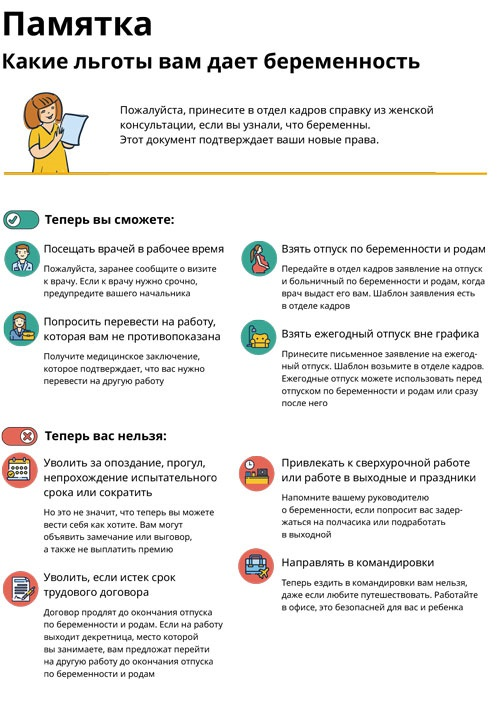 Памятка
Какие льготы вам дает беременность
Пожалуйста, принесите в отдел кадров справку из женской
консультации, если вы узнали, что беременны.
Этот документ подтверждает ваши новые права.
Теперь вы сможете:
Посещать врачей в рабочее время
Пожалуйста, заранее сообщите о визите
к врачу. Если к врачу нужно срочно,
предупредите вашего начальника
Попросить перевести на работу,
которая вам не противопоказана
Получите медицинское заключение,
которое подтверждает, что вас нужно
перевести на другую работу
Взять отпуск по беременности и родам
Передайте в отдел кадров заявление на отпуск
и больничный по беременности и родам, когда
врач выдаст его вам. Шаблон заявления есть
в отделе кадров
Взять ежегодный отпуск вне графика
Принесите письменное заявление на ежегод-
ный отпуск. Шаблон возьмите в отделе кадров.
Ежегодные отпуск можете использовать перед
отпуском по беременности и родам или сразу
после него
Теперь вас нельзя:
Уволить за опоздание, прогул,
непрохождение испытательного
срока или сократить
Но это не значит, что теперь вы можете
вести себя как хотите. Вам могут
объявить замечание или выговор,
а также не выплатить премию
Уволить, если истек срок
трудового договора
Договор продлят до окончания отпуска
по беременности и родам. Если на работу
выходит декретница, место которой
вы занимаете, вам предложат перейти
на другую работу до окончания отпуска
по беременности и родам
Привлекать к сверхурочной работе
или работе в выходные и праздники
Напомните вашему руководителю
о беременности, если попросит вас задер-
жаться на полчасика или подработать
в выходной
Направлять в командировки
Теперь ездить в командировки вам нельзя,
даже если любите путешествовать. Работайте
в офисе, это безопасней для вас и ребенка